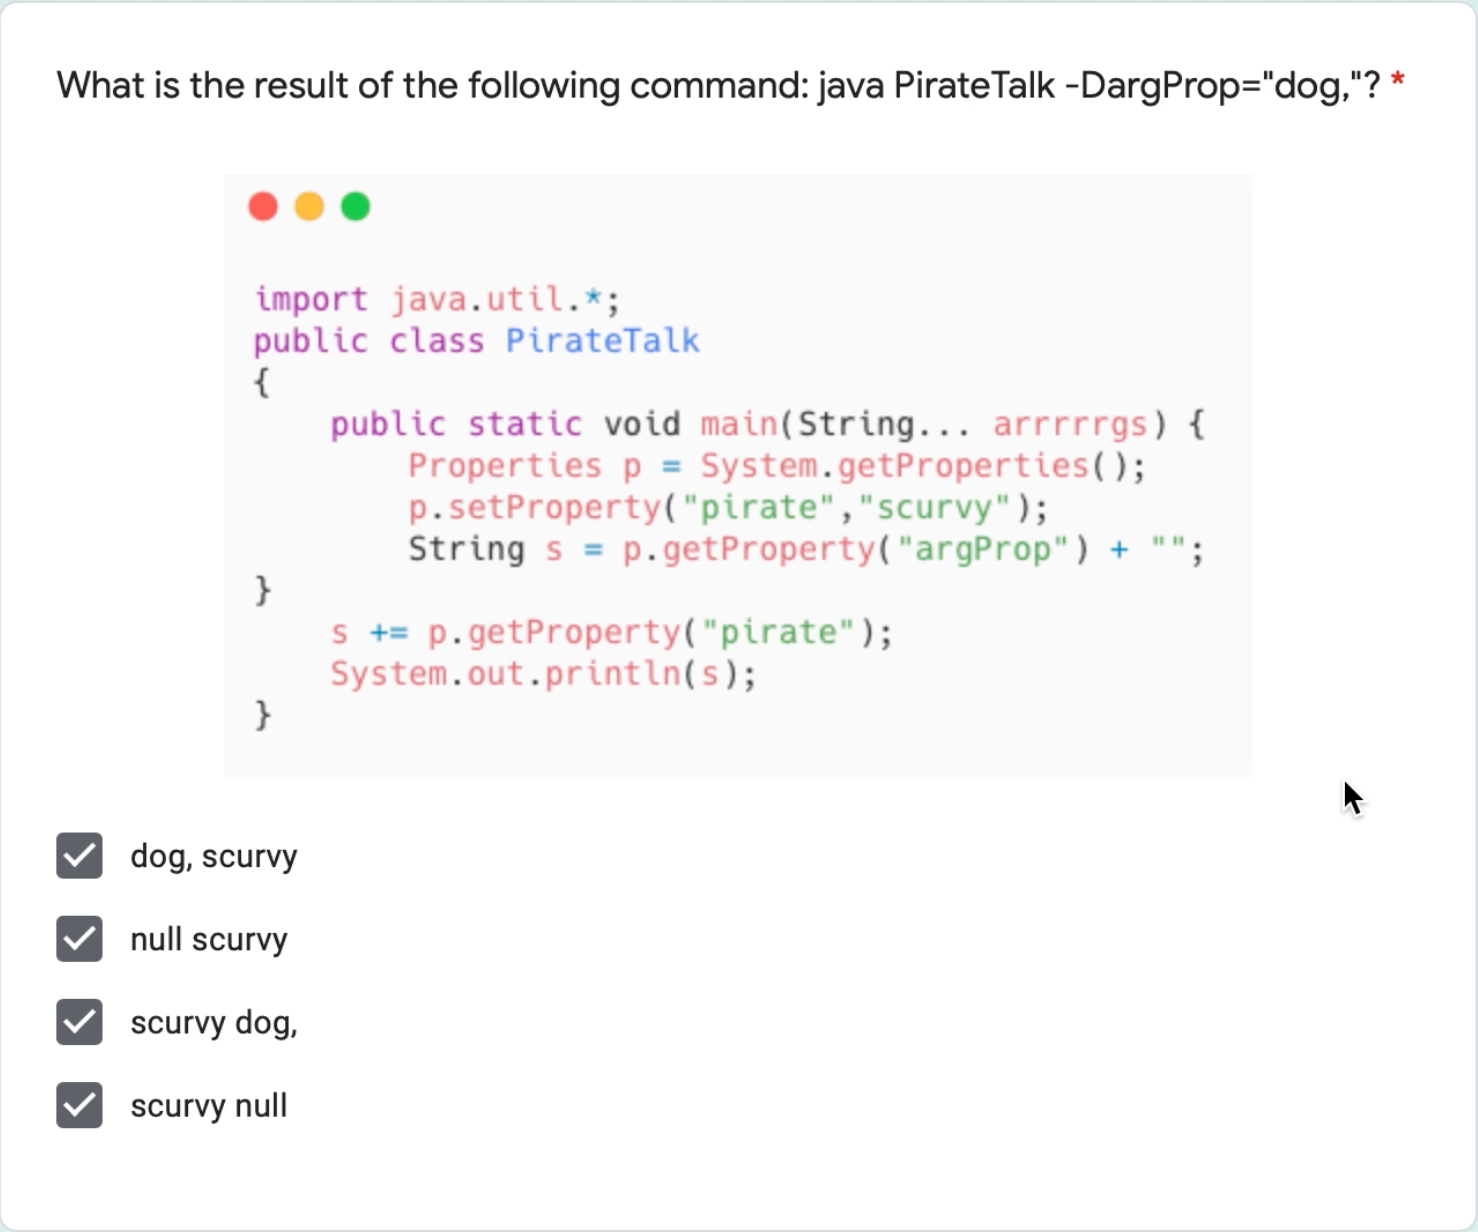 What is the result of the following command: java PirateTalk -DargProp="dog,"? *
import java.util.*;
public class PirateTalk
{
    public static void main(String... arrrrrgs) {
        Properties p = System.getProperties();
        p.setProperty("pirate","scurvy");
        String s = p.getProperty("argProp") + "";
}
    s += p.getProperty("pirate");
    System.out.println(s);
}
dog, scurvy
null scurvy
scurvy dog,
scurvy null